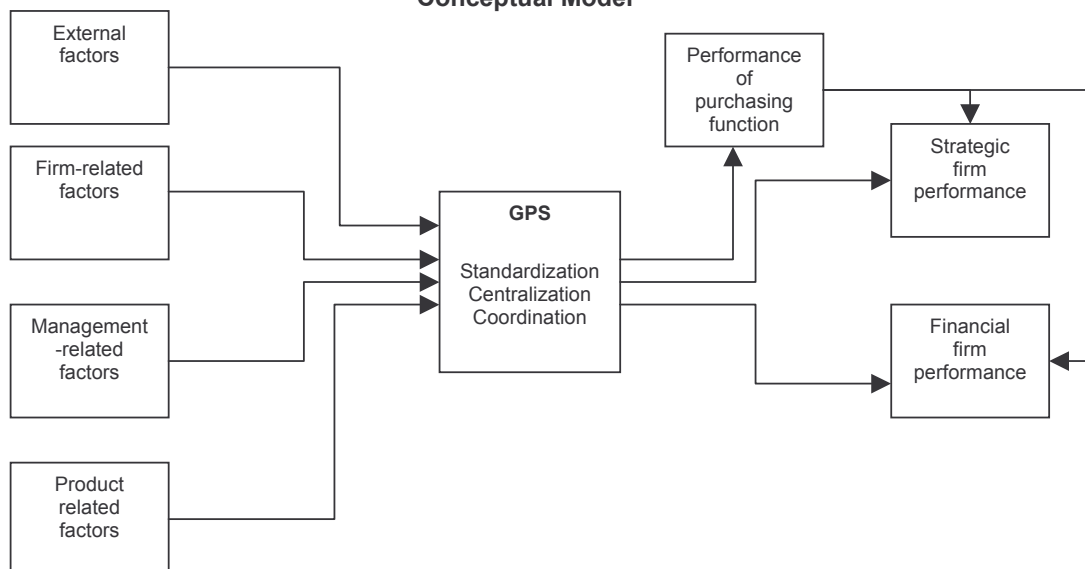 Conceptual Model
External
factors
Firm-related
factors
Management
-related
factors
Product
related
factors
GPS
Standardization
Centralization
Coordination
Performance
of
purchasing
function
Strategic
firm
performance
Financial
firm
performance